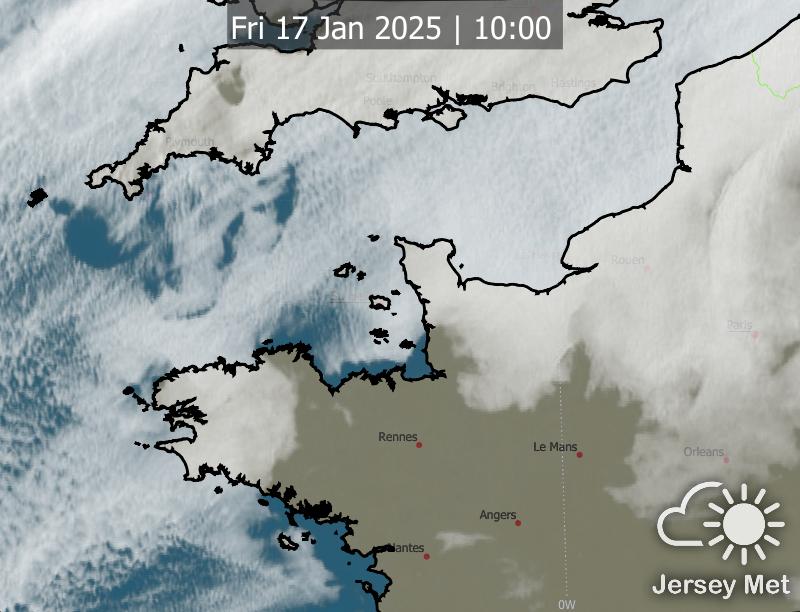 Fri 17 Jan 2025 | 10:00
Southampton
Brighton
Hastings
Poole
Plymouth
Rouen
Paris
Rennes
Le Mans
Orleans
Angers
Nantes
0W
Jersey Met